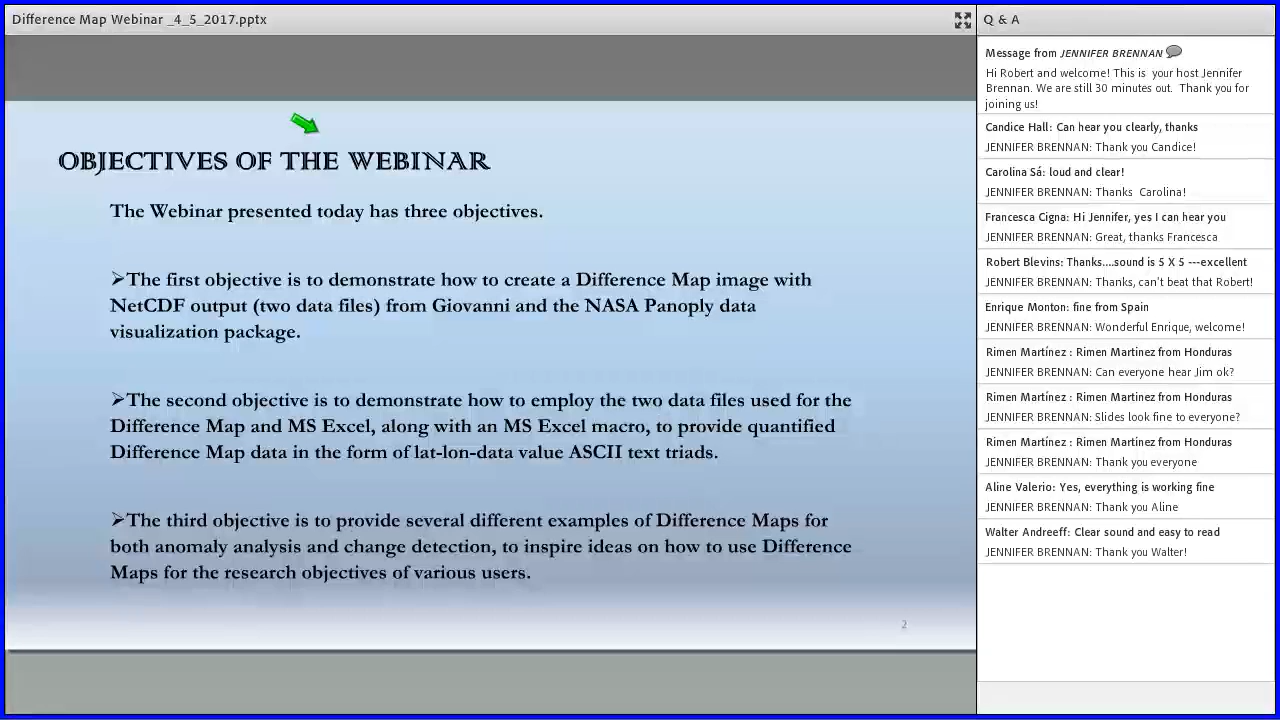 Difference Map Webinar _4_5_2017.pptx
OBJECTIVES OF THE WEBINAR
The Webinar presented today has three objectives.
➢The first objective is to demonstrate how to create a Difference Map image with
NetCDF output (two data files) from Giovanni and the NASA Panoply data
visualization package.
➢The second objective is to demonstrate how to employ the two data files used for the
Difference Map and MS Excel, along with an MS Excel macro, to provide quantified
Difference Map data in the form of lat-lon-data value ASCII text triads.
➢The third objective is to provide several different examples of Difference Maps for
both anomaly analysis and change detection, to inspire ideas on how to use Difference
Maps for the research objectives of various users.
2
Q & A
Message from JENNIFER BRENNAN
Hi Robert and welcome! This is  your host Jennifer
Brennan. We are still 30 minutes out.  Thank you for
joining us!
Candice Hall: Can hear you clearly, thanks
JENNIFER BRENNAN: Thank you Candice!
Carolina Sá: loud and clear!
JENNIFER BRENNAN: Thanks  Carolina!
Francesca Cigna: Hi Jennifer, yes I can hear you
JENNIFER BRENNAN: Great, thanks Francesca
Robert Blevins: Thanks....sound is 5 X 5 ---excellent
JENNIFER BRENNAN: Thanks, can't beat that Robert!
Enrique Monton: fine from Spain
JENNIFER BRENNAN: Wonderful Enrique, welcome!
Rimen Martínez : Rimen Martinez from Honduras
JENNIFER BRENNAN: Can everyone hear Jim ok?
Rimen Martínez : Rimen Martinez from Honduras
JENNIFER BRENNAN: Slides look fine to everyone?
Rimen Martínez : Rimen Martinez from Honduras
JENNIFER BRENNAN: Thank you everyone
Aline Valerio: Yes, everything is working fine
JENNIFER BRENNAN: Thank you Aline
Walter Andreeff: Clear sound and easy to read
JENNIFER BRENNAN: Thank you Walter!